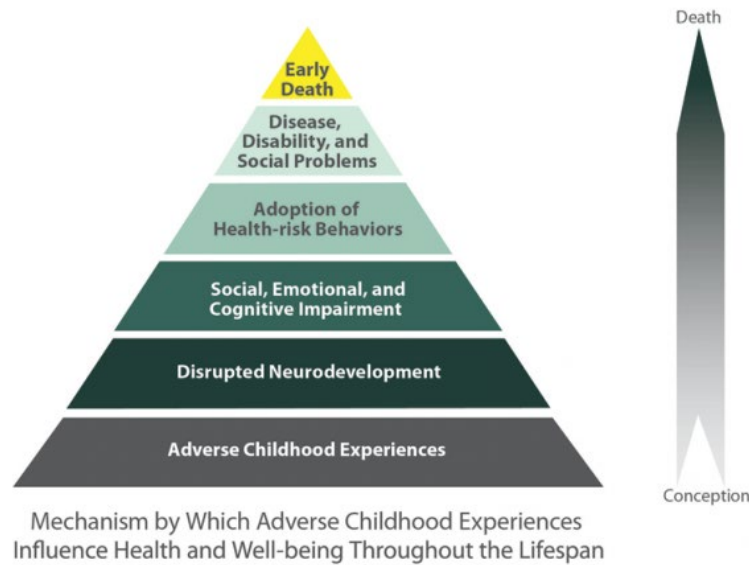 Death
Early
Death
Disease,
Disability, and
Social Problems
Adoption of
Health-risk Behaviors
Social, Emotional, and
Cognitive Impairment
Disrupted Neurodevelopment
Adverse Childhood Experiences
Conception
Mechanism by Which Adverse Childhood Experiences
Influence Health and Well-being Throughout the Lifespan